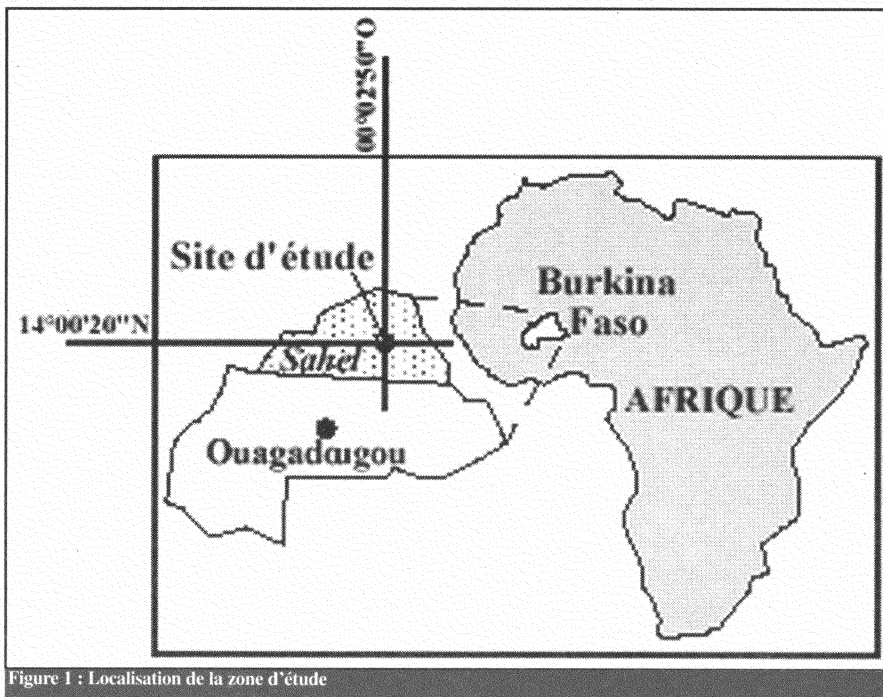 00°02'50"O
Site d'étude
Burkina
Faso
14°00'20"N
Sahel
AFRIQUE
Ouagadougou
Figure 1 : Localisation de la zone d'étude